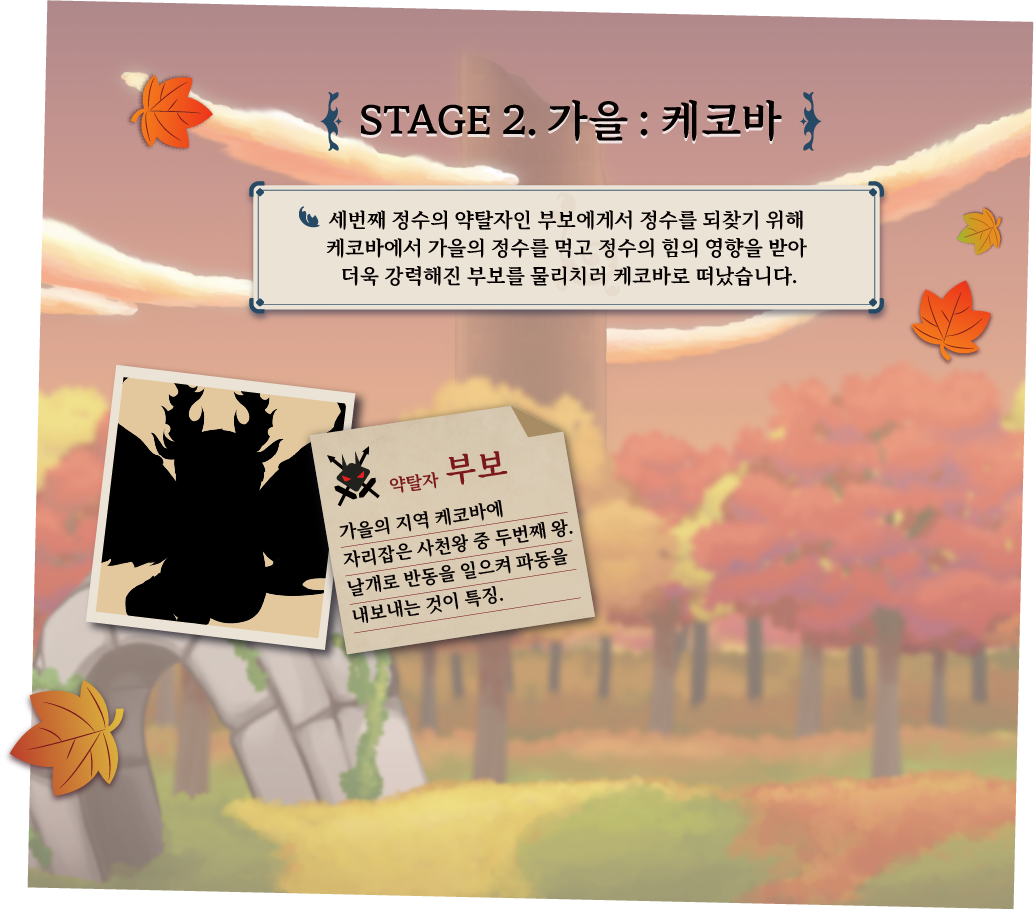 STAGE 2. 가을 : 케코바
세번째 정수의 약탈자인 부보에게서 정수를 되찾기 위해
케코바에서 가을의 정수를 먹고 정수의 힘의 영향을 받아
더욱 강력해진 부보를 물리치러 케코바로 떠났습니다.
약탈자 부보
가을의 지역 케코바에
자리잡은 사천왕 중 두번째 왕.
날개로 반동을 일으켜 파동을
내보내는 것이 특징.